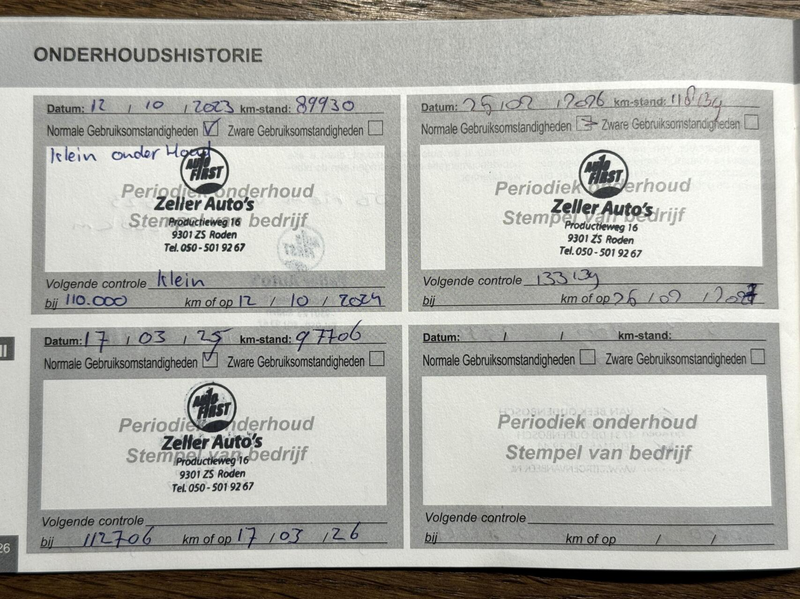 ONDERHOUDSHISTORIE
Datum: 12 / 10 / 2023 km-stand: 89930
Normale Gebruiksomstandigheden Zware Gebruiksomstandigheden
klein onderHoud
AUTO FIRST
Periodiek onderhoud
Zeller Auto's
Stempel van bedrijf
Productieweg 16
9301 ZS Roden
Tel. 050 - 501 92 67
Volgende controle klein
bij 110.000 km of op 12 / 10 / 2024
Datum: 17 / 03 / 25 km-stand: 97706
Normale Gebruiksomstandigheden Zware Gebruiksomstandigheden
AUTO FIRST
Periodiek onderhoud
Zeller Auto's
Stempel van bedrijf
Productieweg 16
9301 ZS Roden
Tel. 050 - 501 92 67
Volgende controle
bij 112706 km of op 17 / 03 / 26
Datum: / 02 / 2026 km-stand:
Normale Gebruiksomstandigheden Zware Gebruiksomstandigheden
AUTO FIRST
Periodiek onderhoud
Zeller Auto's
Stempel van bedrijf
Productieweg 16
9301 ZS Roden
Tel. 050 - 501 92 67
Volgende controle 133139
bij km of op / 02 / 2027
Datum: / / km-stand:
Normale Gebruiksomstandigheden Zware Gebruiksomstandigheden
Periodiek onderhoud
Stempel van bedrijf
Volgende controle
bij km of op / /
26